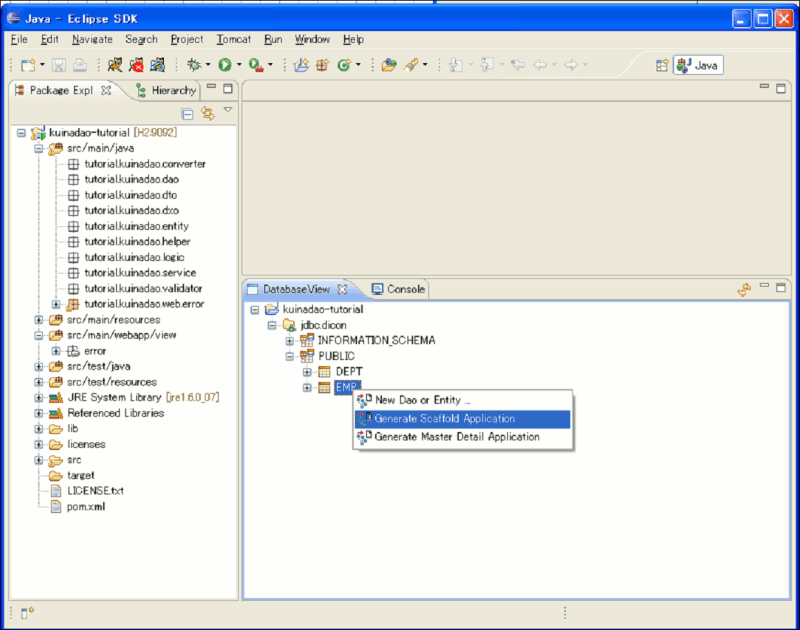 Java - Eclipse SDK
File Edit Navigate Search Project Tomcat Run Window Help
Java
Package Expl Hierarchy
kuinadao-tutorial [H2:9092]
src/main/java
tutorial.kuinadao.converter
tutorial.kuinadao.dao
tutorial.kuinadao.dto
tutorial.kuinadao.dxo
tutorial.kuinadao.entity
tutorial.kuinadao.helper
tutorial.kuinadao.logic
tutorial.kuinadao.service
tutorial.kuinadao.validator
tutorial.kuinadao.web.error
src/main/resources
src/main/webapp/view
error
src/test/java
src/test/resources
JRE System Library [jre1.6.0_07]
Referenced Libraries
lib
licenses
src
target
LICENSE.txt
pom.xml
DatabaseView Console
kuinadao-tutorial
jdbc.dicon
INFORMATION_SCHEMA
PUBLIC
DEPT
EMP
New Dao or Entity ...
Generate Scaffold Application
Generate Master Detail Application